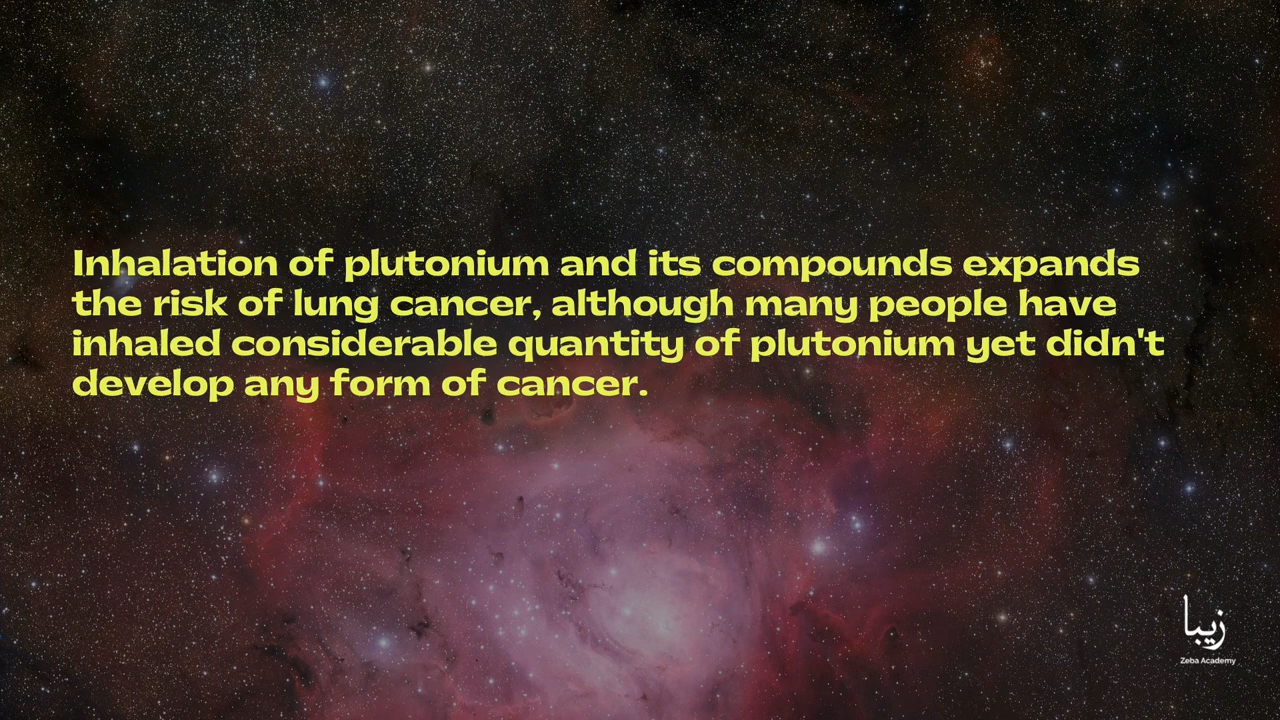 Inhalation of plutonium and its compounds expands
the risk of lung cancer, although many people have
inhaled considerable quantity of plutonium yet didn't
develop any form of cancer.
زیبا
Zeba Academy